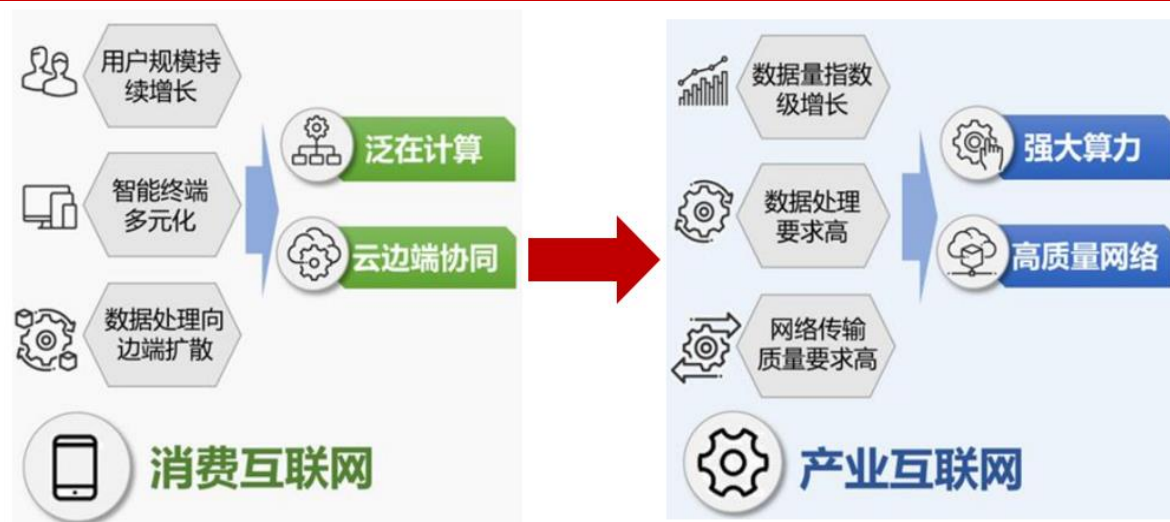 用户规模持
续增长
智能终端
多元化
数据处理向
边端扩散
泛在计算
云边端协同
消费互联网
数据量指数
级增长
数据处理
要求高
网络传输
质量要求高
强大算力
高质量网络
产业互联网